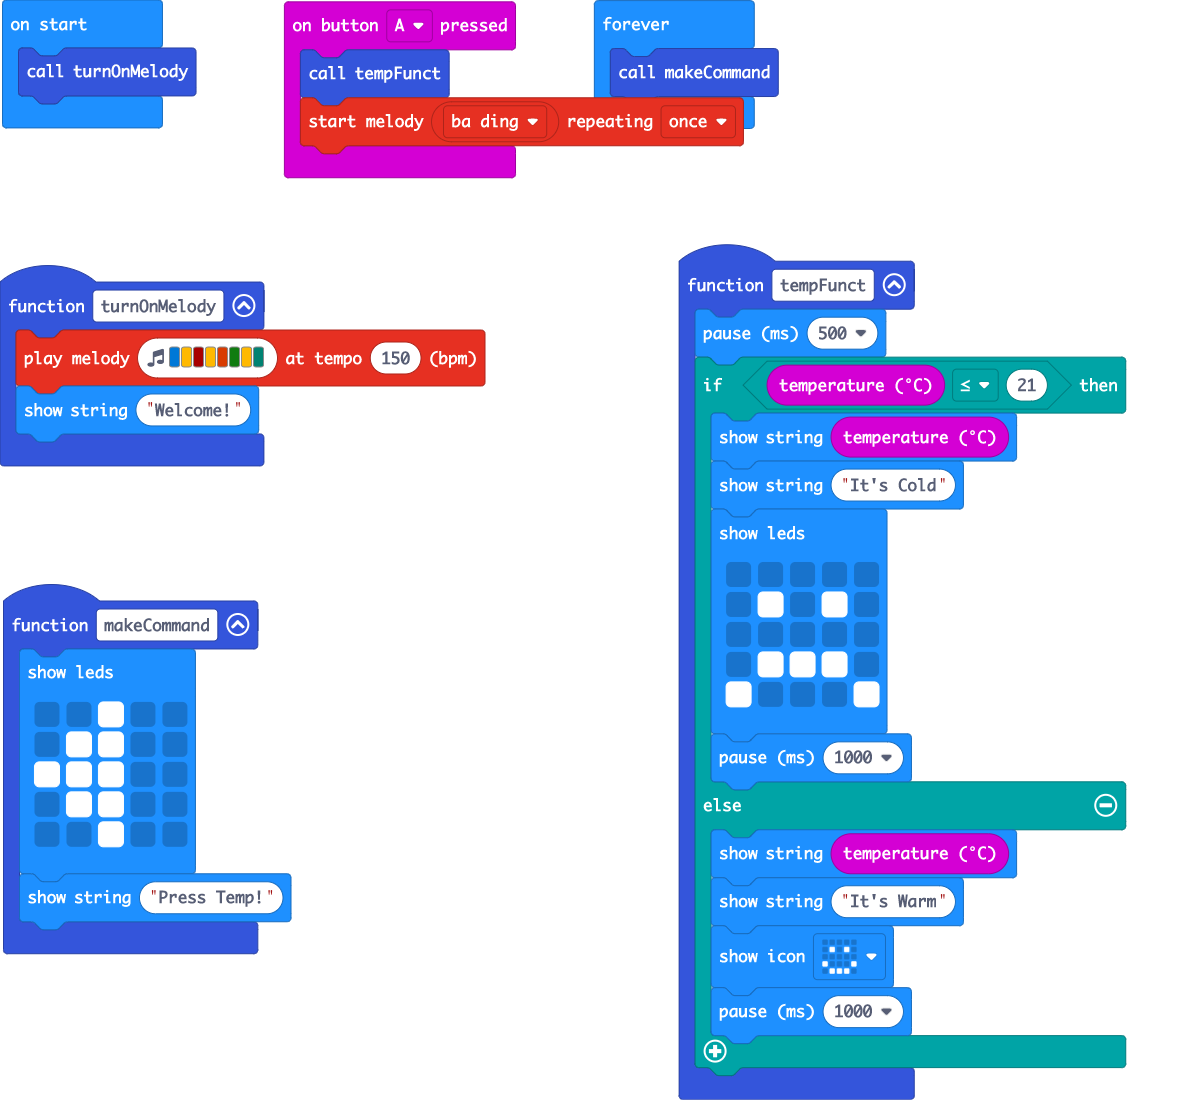 on start
call turnOnMelody
on button A pressed
call tempFunct
start melody ba ding repeating once
forever
call makeCommand
function turnOnMelody
play melody at tempo 150 (bpm)
show string "Welcome!"
function makeCommand
show leds
show string "Press Temp!"
function tempFunct
pause (ms) 500
if temperature (°C) ≤ 21 then
show string temperature (°C)
show string "It's Cold"
show leds
pause (ms) 1000
else
show string temperature (°C)
show string "It's Warm"
show icon
pause (ms) 1000